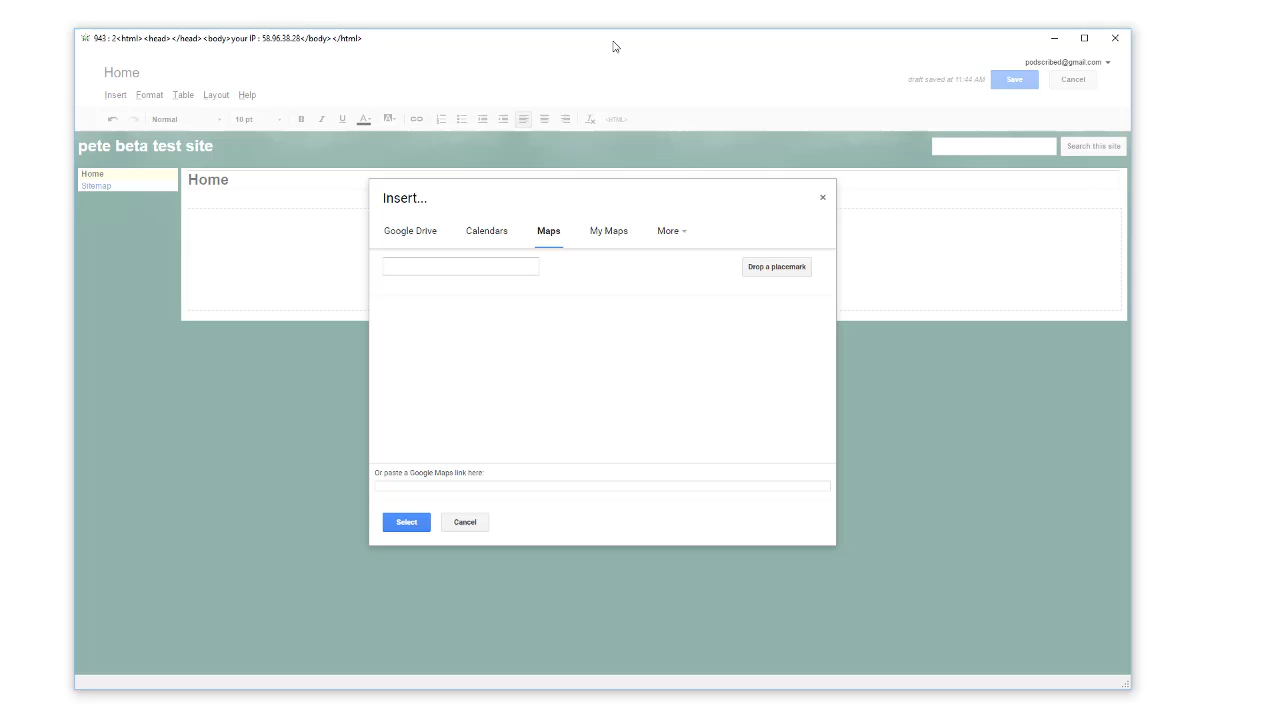 943 : 2<html><head></head><body>your IP : 58.96.38.28</body></html>
podscribed@gmail.com
Home
draft saved at 11:44 AM Save Cancel
Insert Format Table Layout Help
Normal 10 pt B I U A A <HTML>
pete beta test site
Search this site
Home
Sitemap
Home
Insert...
Google Drive Calendars Maps My Maps More
Drop a placemark
Or paste a Google Maps link here:
Select Cancel